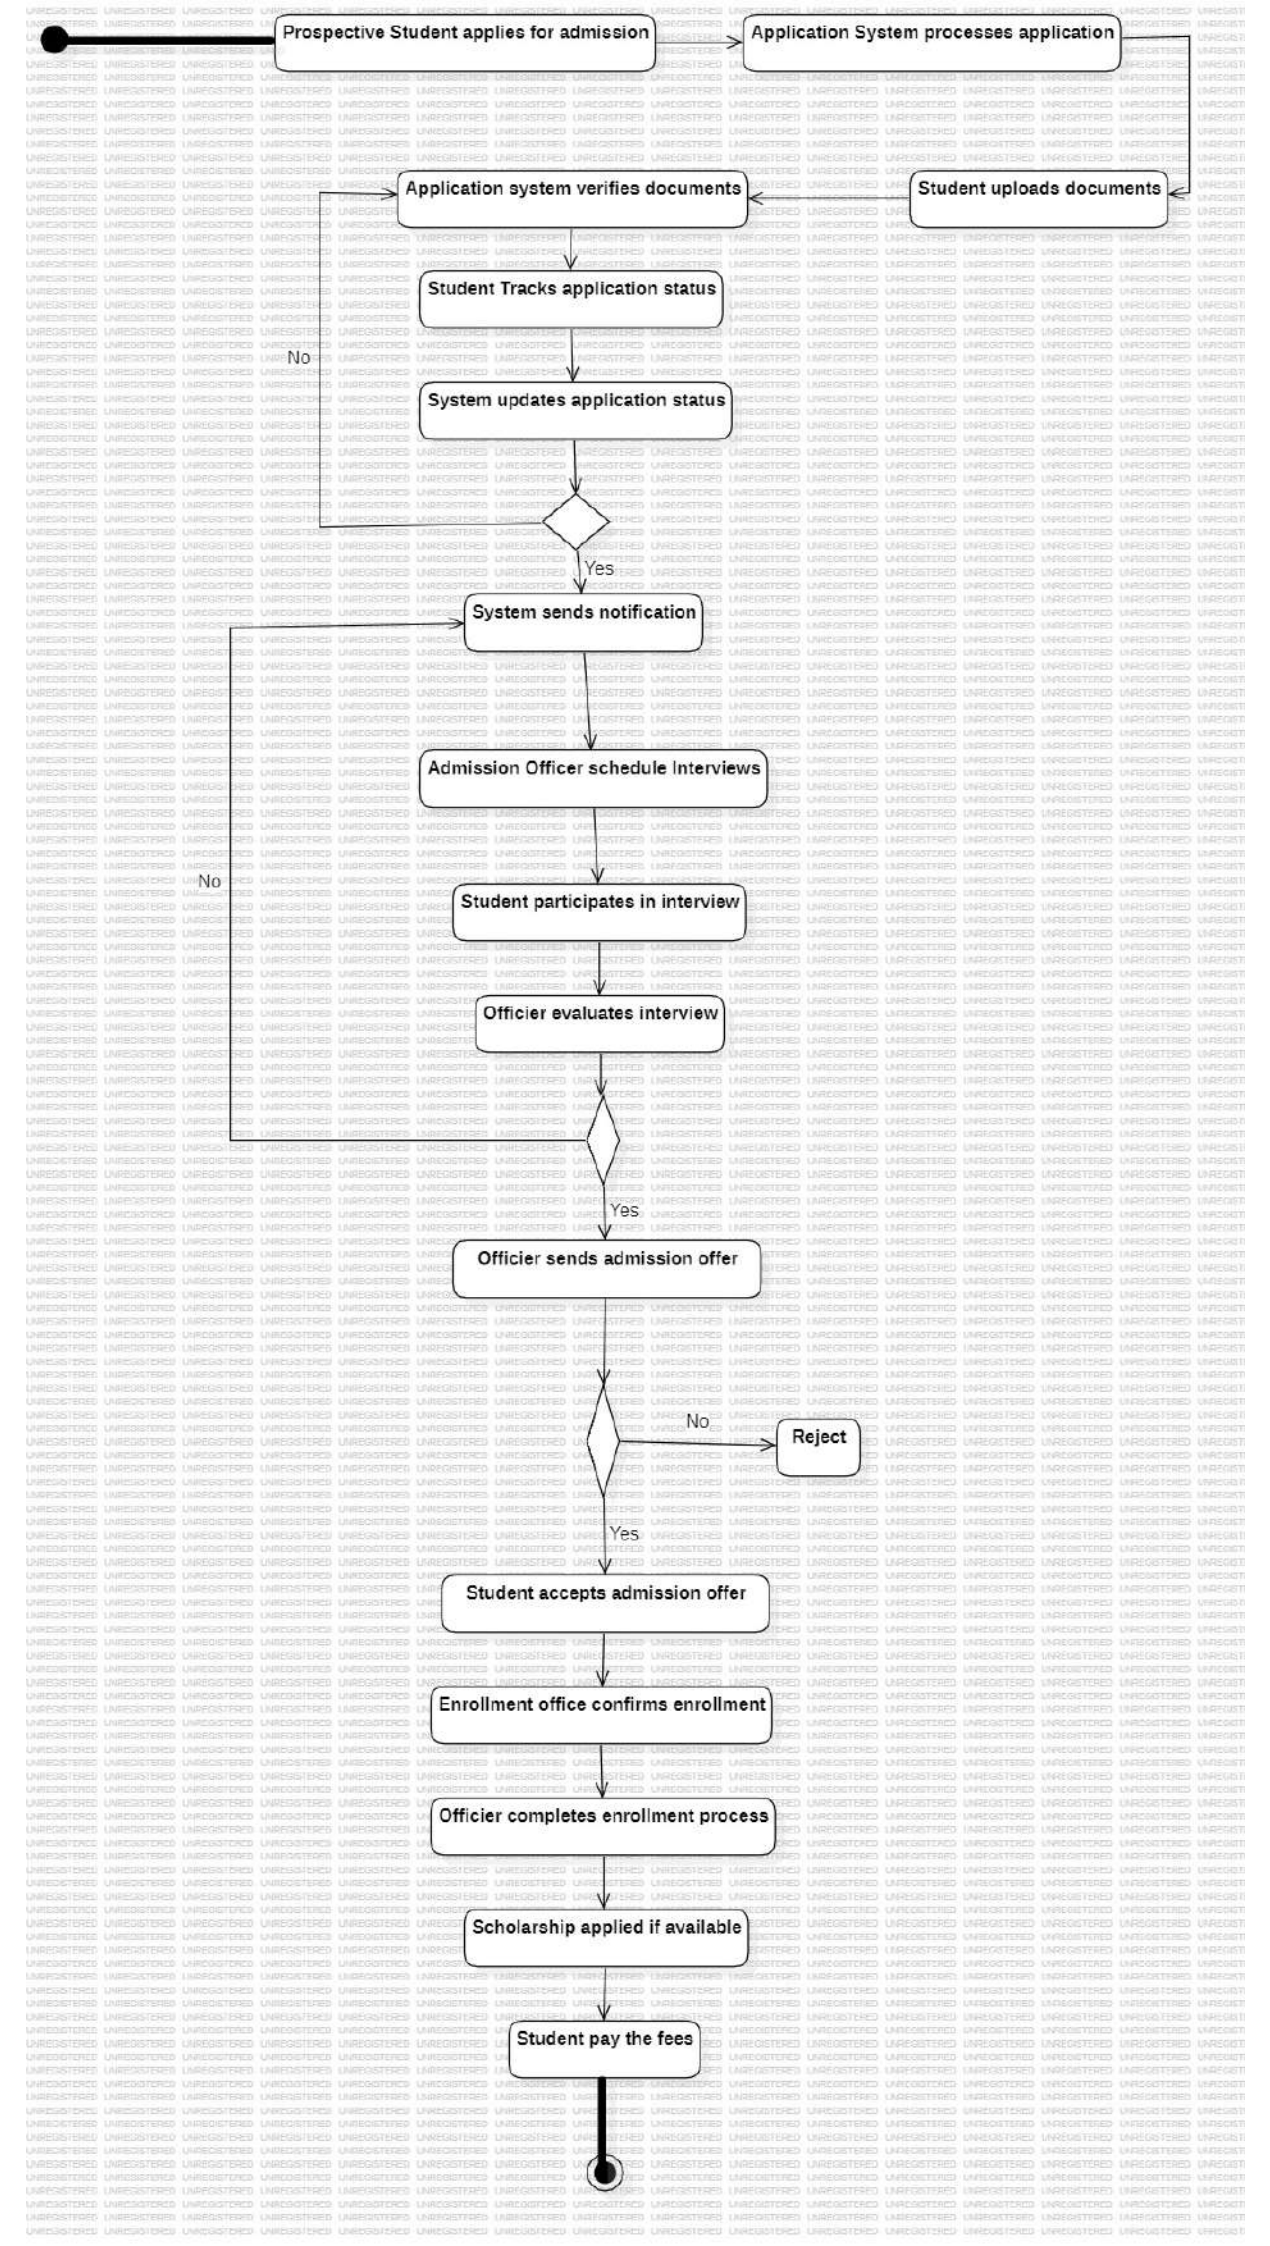 Prospective Student applies for admission
Application System processes application
Application system verifies documents
Student uploads documents
Student Tracks application status
No
System updates application status
Yes
System sends notification
Admission Officer schedule Interviews
No
Student participates in interview
Officier evaluates interview
Yes
Officier sends admission offer
No
Reject
Yes
Student accepts admission offer
Enrollment office confirms enrollment
Officier completes enrollment process
Scholarship applied if available
Student pay the fees
UNREGISTERED